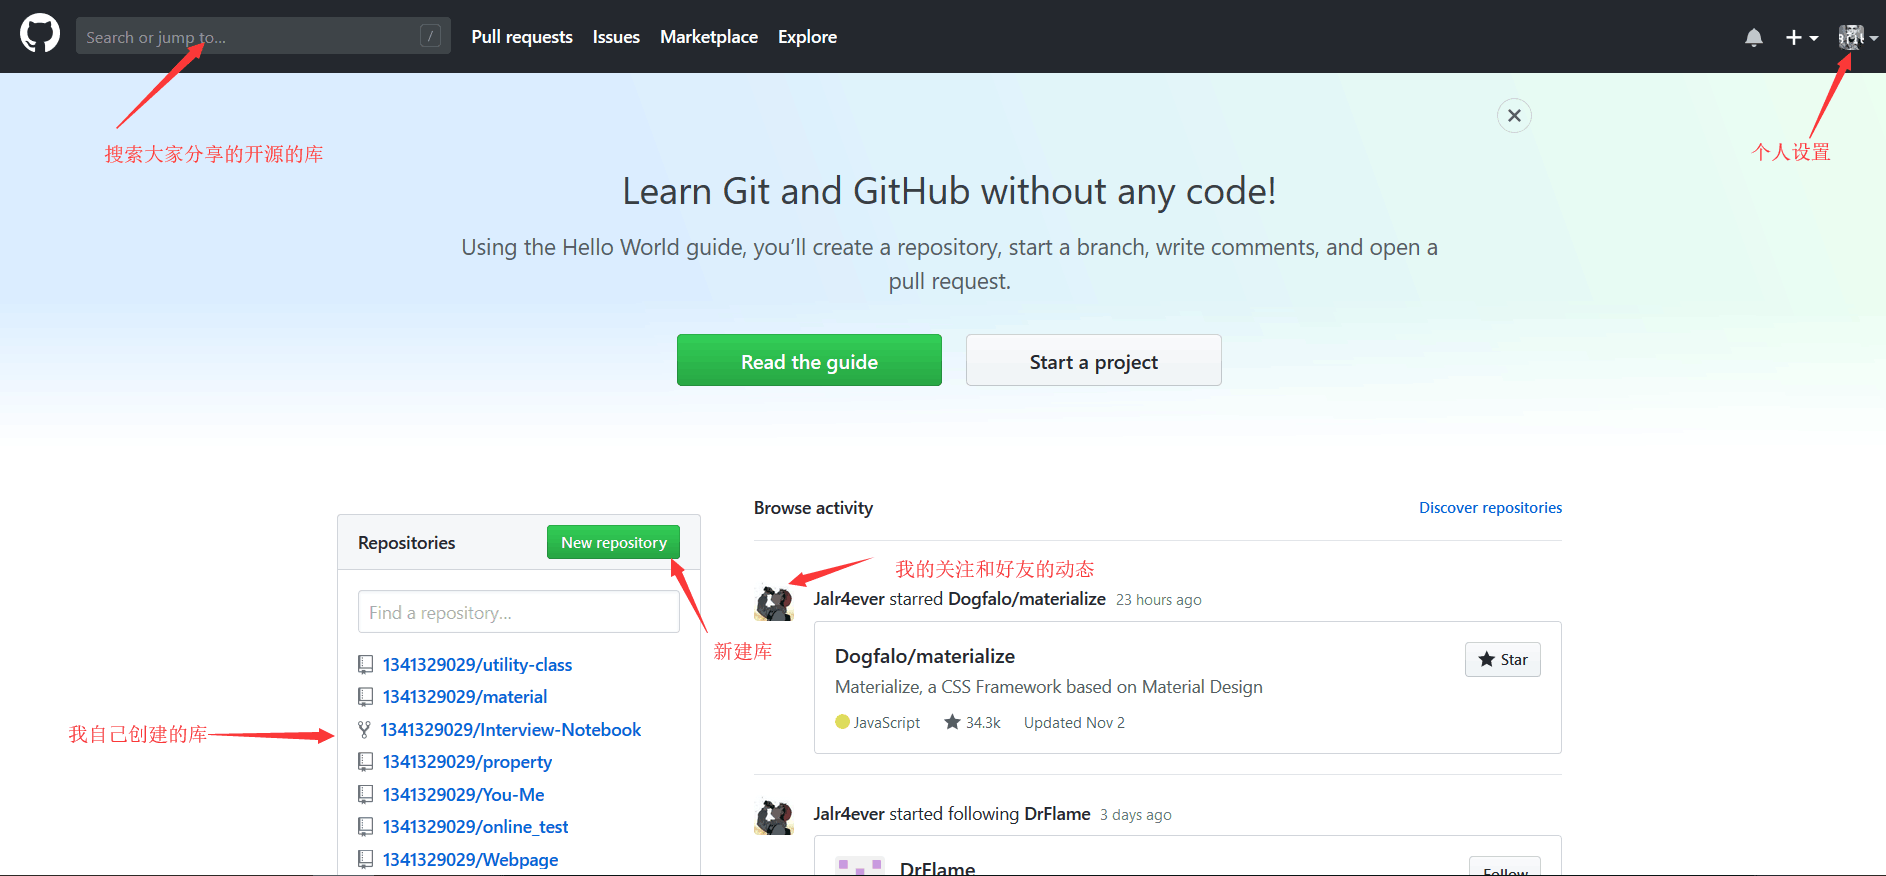 Search or jump to...
/
Pull requests
Issues
Marketplace
Explore
搜索大家分享的开源的库
个人设置
Learn Git and GitHub without any code!
Using the Hello World guide, you’ll create a repository, start a branch, write comments, and open a
pull request.
Read the guide
Start a project
Repositories
New repository
Find a repository...
新建库
1341329029/utility-class
1341329029/material
1341329029/Interview-Notebook
我自己创建的库
1341329029/property
1341329029/You-Me
1341329029/online_test
1341329029/Webpage
Browse activity
Discover repositories
我的关注和好友的动态
Jalr4ever starred Dogfalo/materialize 23 hours ago
Dogfalo/materialize
Star
Materialize, a CSS Framework based on Material Design
JavaScript
34.3k
Updated Nov 2
Jalr4ever started following DrFlame 3 days ago
DrFlame
Follow